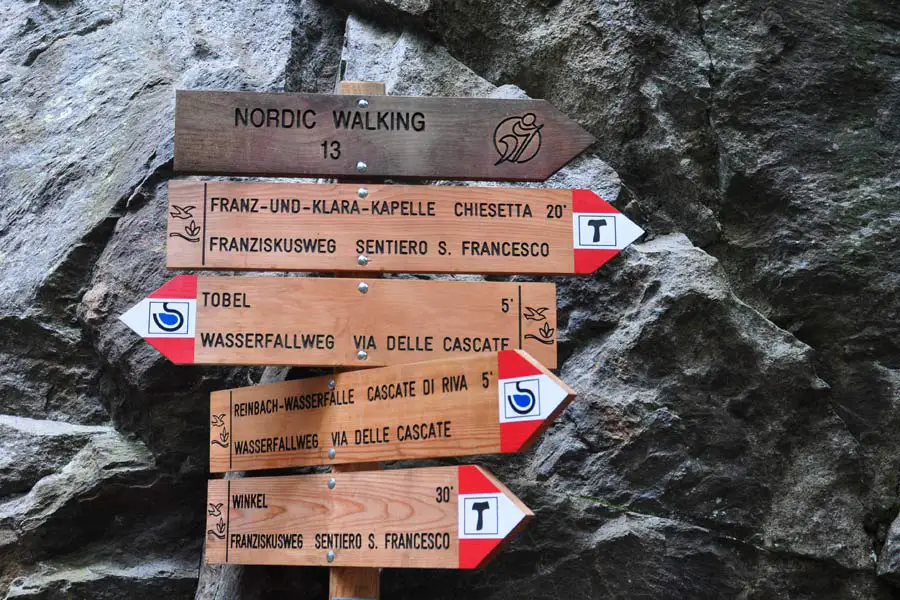 NORDIC WALKING
13
FRANZ-UND-KLARA-KAPELLE CHIESETTA 20'
FRANZISKUSWEG SENTIERO S. FRANCESCO
T
TOBEL 5'
WASSERFALLWEG VIA DELLE CASCATE
REINBACH-WASSERFÄLLE CASCATE DI RIVA 5'
WASSERFALLWEG VIA DELLE CASCATE
WINKEL 30'
FRANZISKUSWEG SENTIERO S. FRANCESCO
T